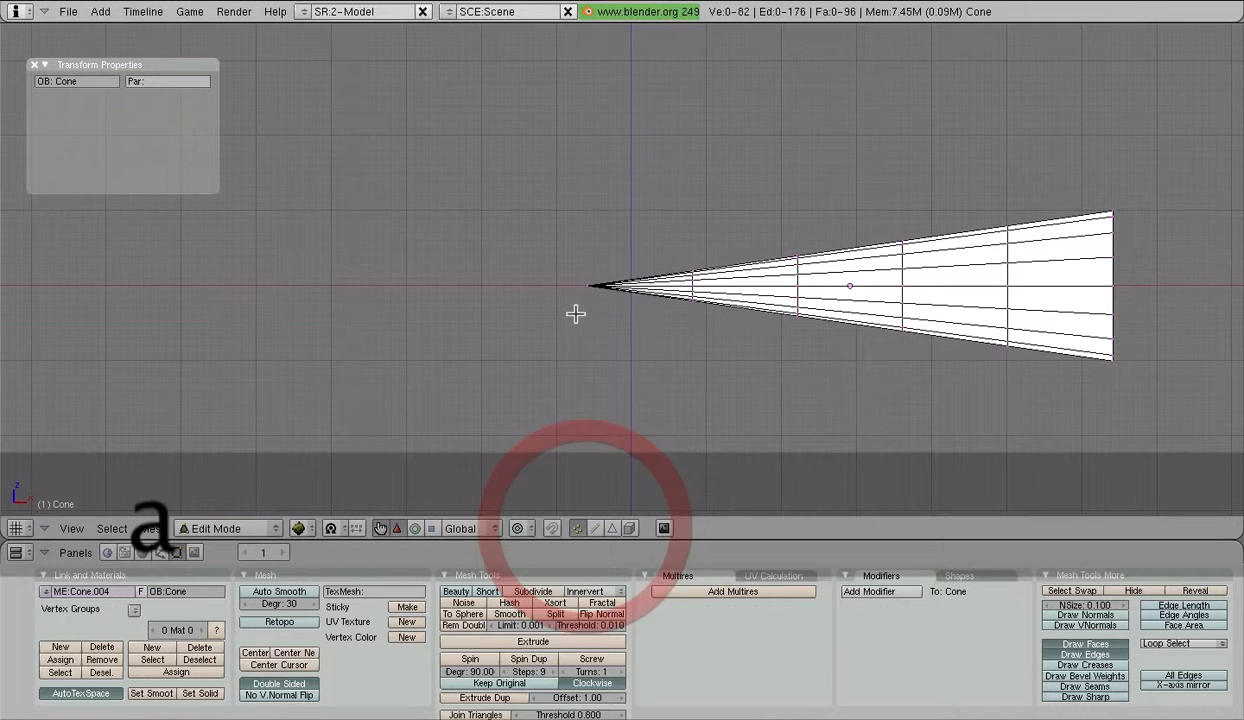 File Add Timeline Game Render Help SR:2-Model SCE:Scene www.blender.org 249 Ve:0-82 | Ed:0-176 | Fa:0-96 | Mem:7.45M (0.09M) Cone
Transform Properties
OB: Cone Par:
z
(1) Cone
a
View Select Edit Mode Global
Panels 1
Link and Materials Mesh Mesh Tools Multires UV Calculation Modifiers Shapes Mesh Tools More
ME:Cone.004 F OB:Cone Auto Smooth TexMesh: Beauty Short Subdivide Innervert Add Multires Add Modifier To: Cone Select Swap Hide Reveal
Vertex Groups Degr: 30 Sticky Make Noise Hash Xsort Fractal NSize: 0.100 Edge Length
Retopo UV Texture New To Sphere Smooth Split Flip Normal Draw Normals Edge Angles
0 Mat 0 ? Vertex Color New Rem Doubl Limit: 0.001 Threshold: 0.010 Draw VNormals Face Area
New Delete New Delete Center Center Ne Extrude Draw Faces Loop Select
Assign Remove Select Deselect Center Cursor Spin Spin Dup Screw Draw Edges
Select Desel. Assign Degr: 90.00 Steps: 9 Turns: 1 Draw Creases
Double Sided Keep Original Clockwise Draw Bevel Weights All Edges
AutoTexSpace Set Smoot Set Solid No V.Normal Flip Extrude Dup Offset: 1.00 Draw Seams X-axis mirror
Draw Sharp
Join Triangles Threshold 0.800